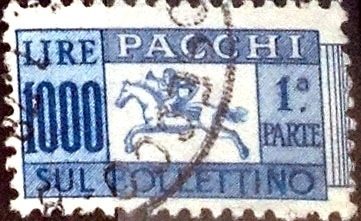 LIRE PACCHI
1000 1ª
PARTE
SUL BOLLETTINO